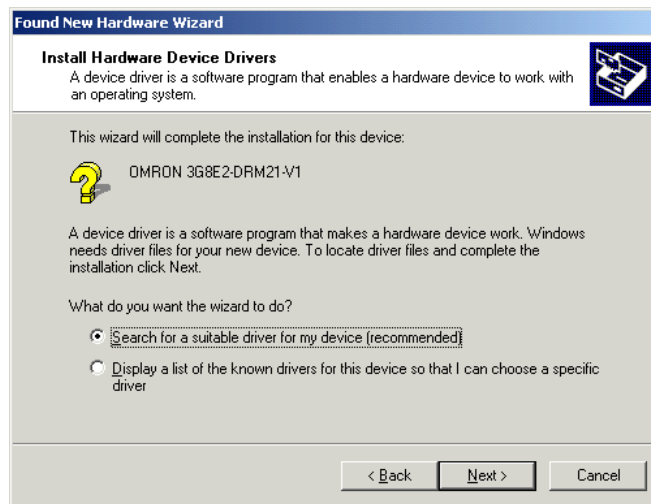 Found New Hardware Wizard
Install Hardware Device Drivers
A device driver is a software program that enables a hardware device to work with
an operating system.
This wizard will complete the installation for this device:
OMRON 3G8E2-DRM21-V1
A device driver is a software program that makes a hardware device work. Windows
needs driver files for your new device. To locate driver files and complete the
installation click Next.
What do you want the wizard to do?
Search for a suitable driver for my device (recommended)
Display a list of the known drivers for this device so that I can choose a specific
driver
< Back
Next >
Cancel